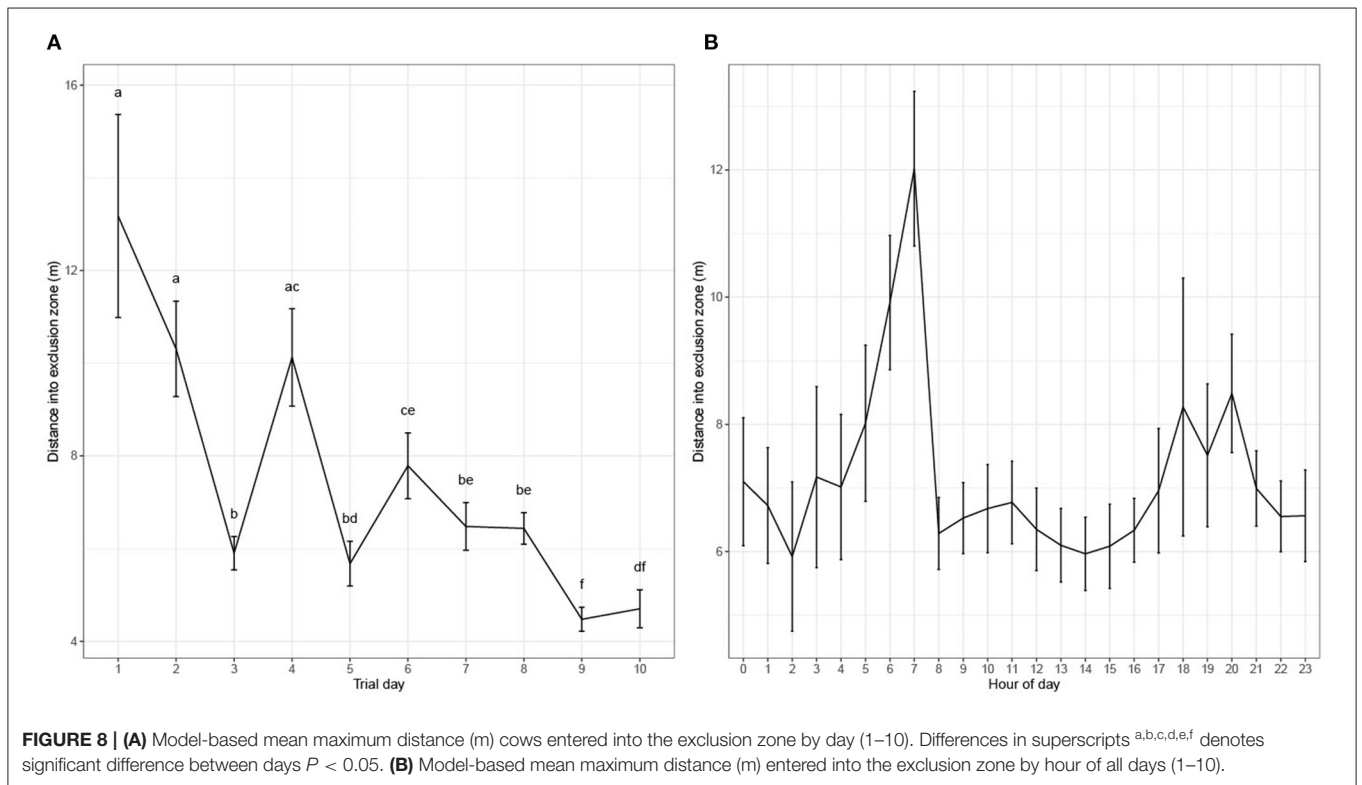 A
B
16
12
8
4
Distance into exclusion zone (m)
a
a
b
ac
bd
ce
be
be
f
df
1 2 3 4 5 6 7 8 9 10
Trial day
12
10
8
6
Distance into exclusion zone (m)
0 1 2 3 4 5 6 7 8 9 10 11 12 13 14 15 16 17 18 19 20 21 22 23
Hour of day
FIGURE 8 | (A) Model-based mean maximum distance (m) cows entered into the exclusion zone by day (1–10). Differences in superscripts a,b,c,d,e,f denotes
significant difference between days P < 0.05. (B) Model-based mean maximum distance (m) entered into the exclusion zone by hour of all days (1–10).